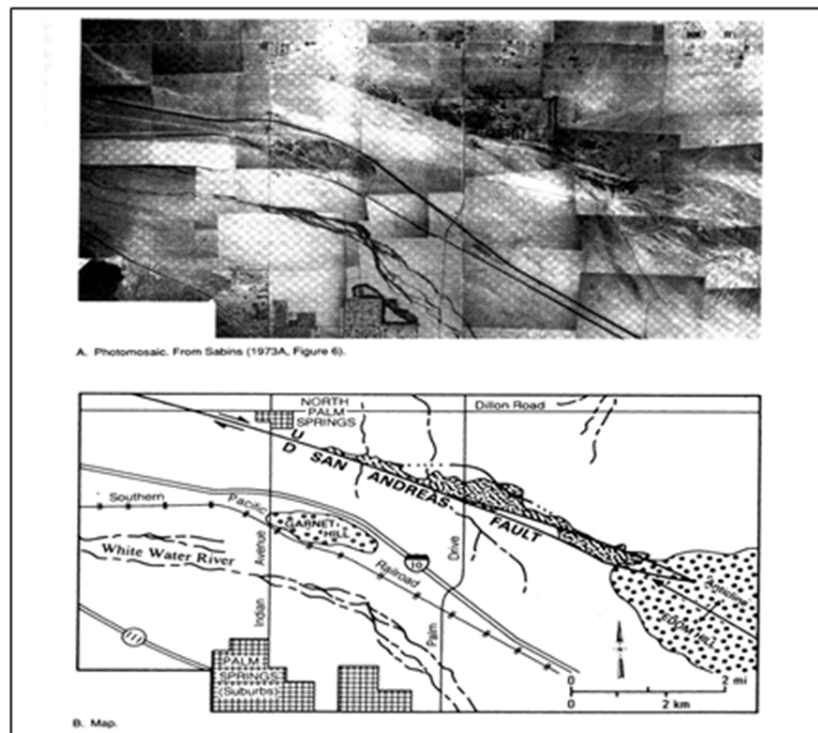 A. Photomosaic. From Sabins (1973A, Figure 6).
NORTH
PALM
SPRINGS
Dillon Road
U
D
SAN ANDREAS FAULT
Southern Pacific Railroad
GARNET
HILL
10
White Water River
Indian Avenue
Palm Drive
Anticline
EDOM HILL
111
PALM
SPRINGS
(Suburbs)
0 2 mi
0 2 km
B. Map.